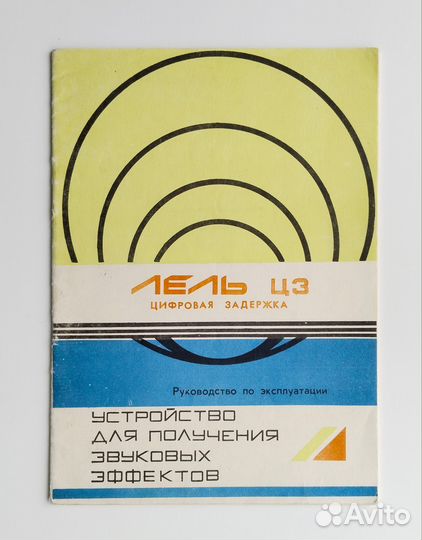 ЛЕЛЬ ЦЗ
ЦИФРОВАЯ ЗАДЕРЖКА
Руководство по эксплуатации
УСТРОЙСТВО
ДЛЯ ПОЛУЧЕНИЯ
ЗВУКОВЫХ
ЭФФЕКТОВ
Avito